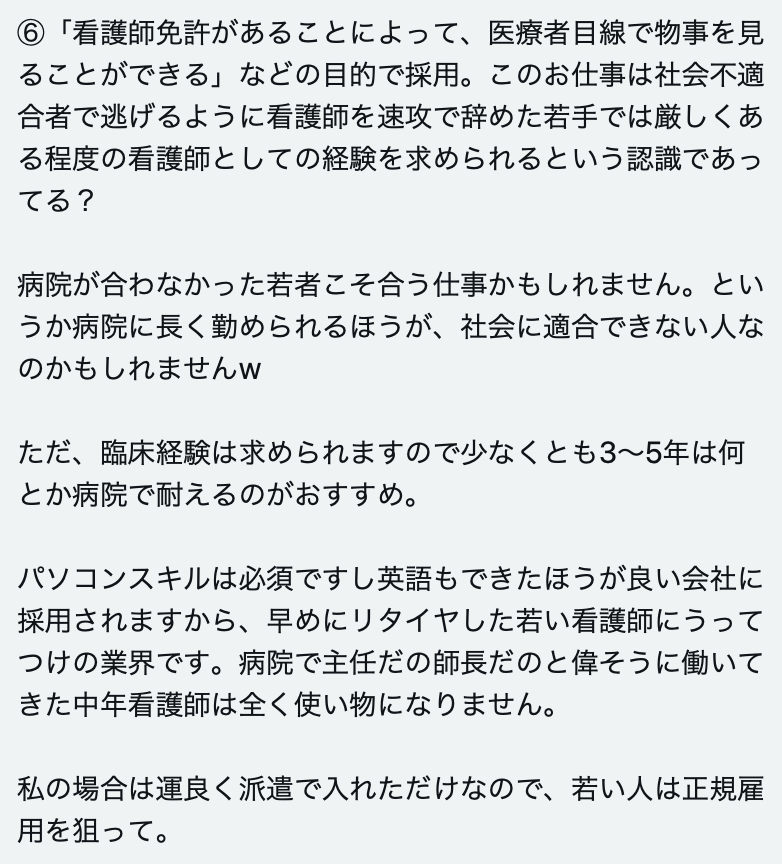 ⑥「看護師免許があることによって、医療者目線で物事を見
ることができる」などの目的で採用。このお仕事は社会不適
合者で逃げるように看護師を速攻で辞めた若手では厳しくあ
る程度の看護師としての経験を求められるという認識であっ
てる？
病院が合わなかった若者こそ合う仕事かもしれません。とい
うか病院に長く勤められるほうが、社会に適合できない人な
のかもしれませんw
ただ、臨床経験は求められますので少なくとも3〜5年は何
とか病院で耐えるのがおすすめ。
パソコンスキルは必須ですし英語もできたほうが良い会社に
採用されますから、早めにリタイヤした若い看護師にうって
つけの業界です。病院で主任だの師長だのと偉そうに働いて
きた中年看護師は全く使い物になりません。
私の場合は運良く派遣で入れただけなので、若い人は正規雇
用を狙って。